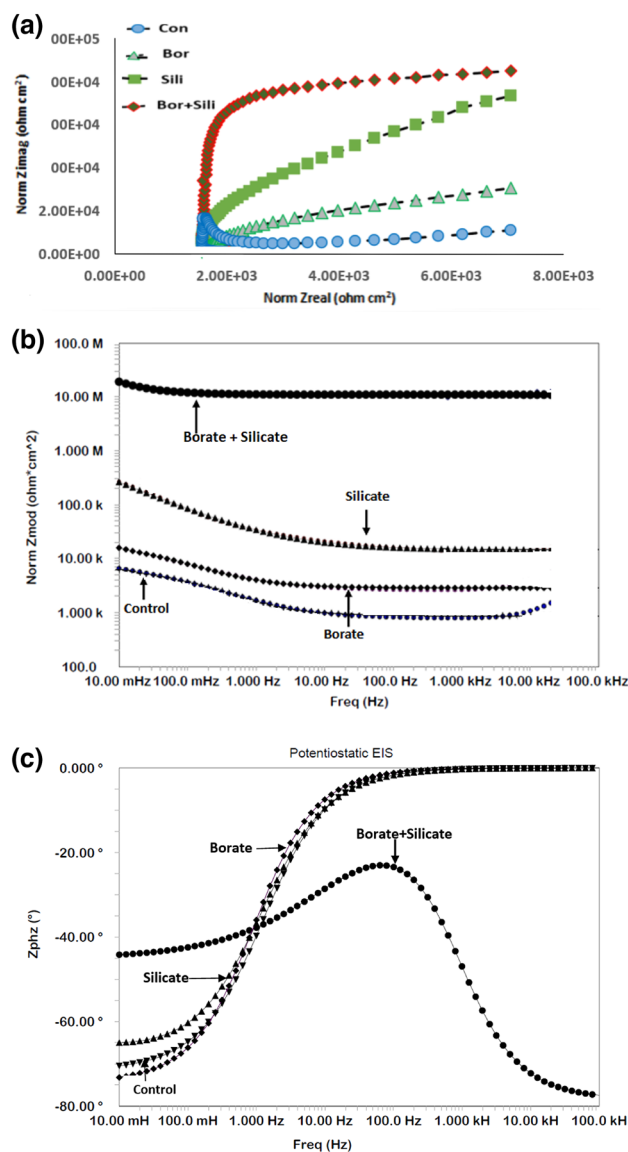 (a)
Con
Bor
Sili
Bor+Sili
Norm Zimag (ohm cm²)
00E+05
00E+04
00E+04
00E+04
2.00E+04
0.00E+00
0.00E+00 2.00E+03 4.00E+03 6.00E+03 8.00E+03
Norm Zreal (ohm cm²)
(b)
Norm Zmod (ohm*cm^2)
100.0 M
10.00 M
1.000 M
100.0 k
10.00 k
1.000 k
100.0
Borate + Silicate
Silicate
Control
Borate
10.00 mHz 100.0 mHz 1.000 Hz 10.00 Hz 100.0 Hz 1.000 kHz 10.00 kHz 100.0 kHz
Freq (Hz)
(c)
Potentiostatic EIS
Zphz (°)
0.000 °
-20.00 °
-40.00 °
-60.00 °
-80.00 °
Borate
Borate+Silicate
Silicate
Control
10.00 mH 100.0 mH 1.000 Hz 10.00 Hz 100.0 Hz 1.000 kH 10.00 kH 100.0 k
Freq (Hz)